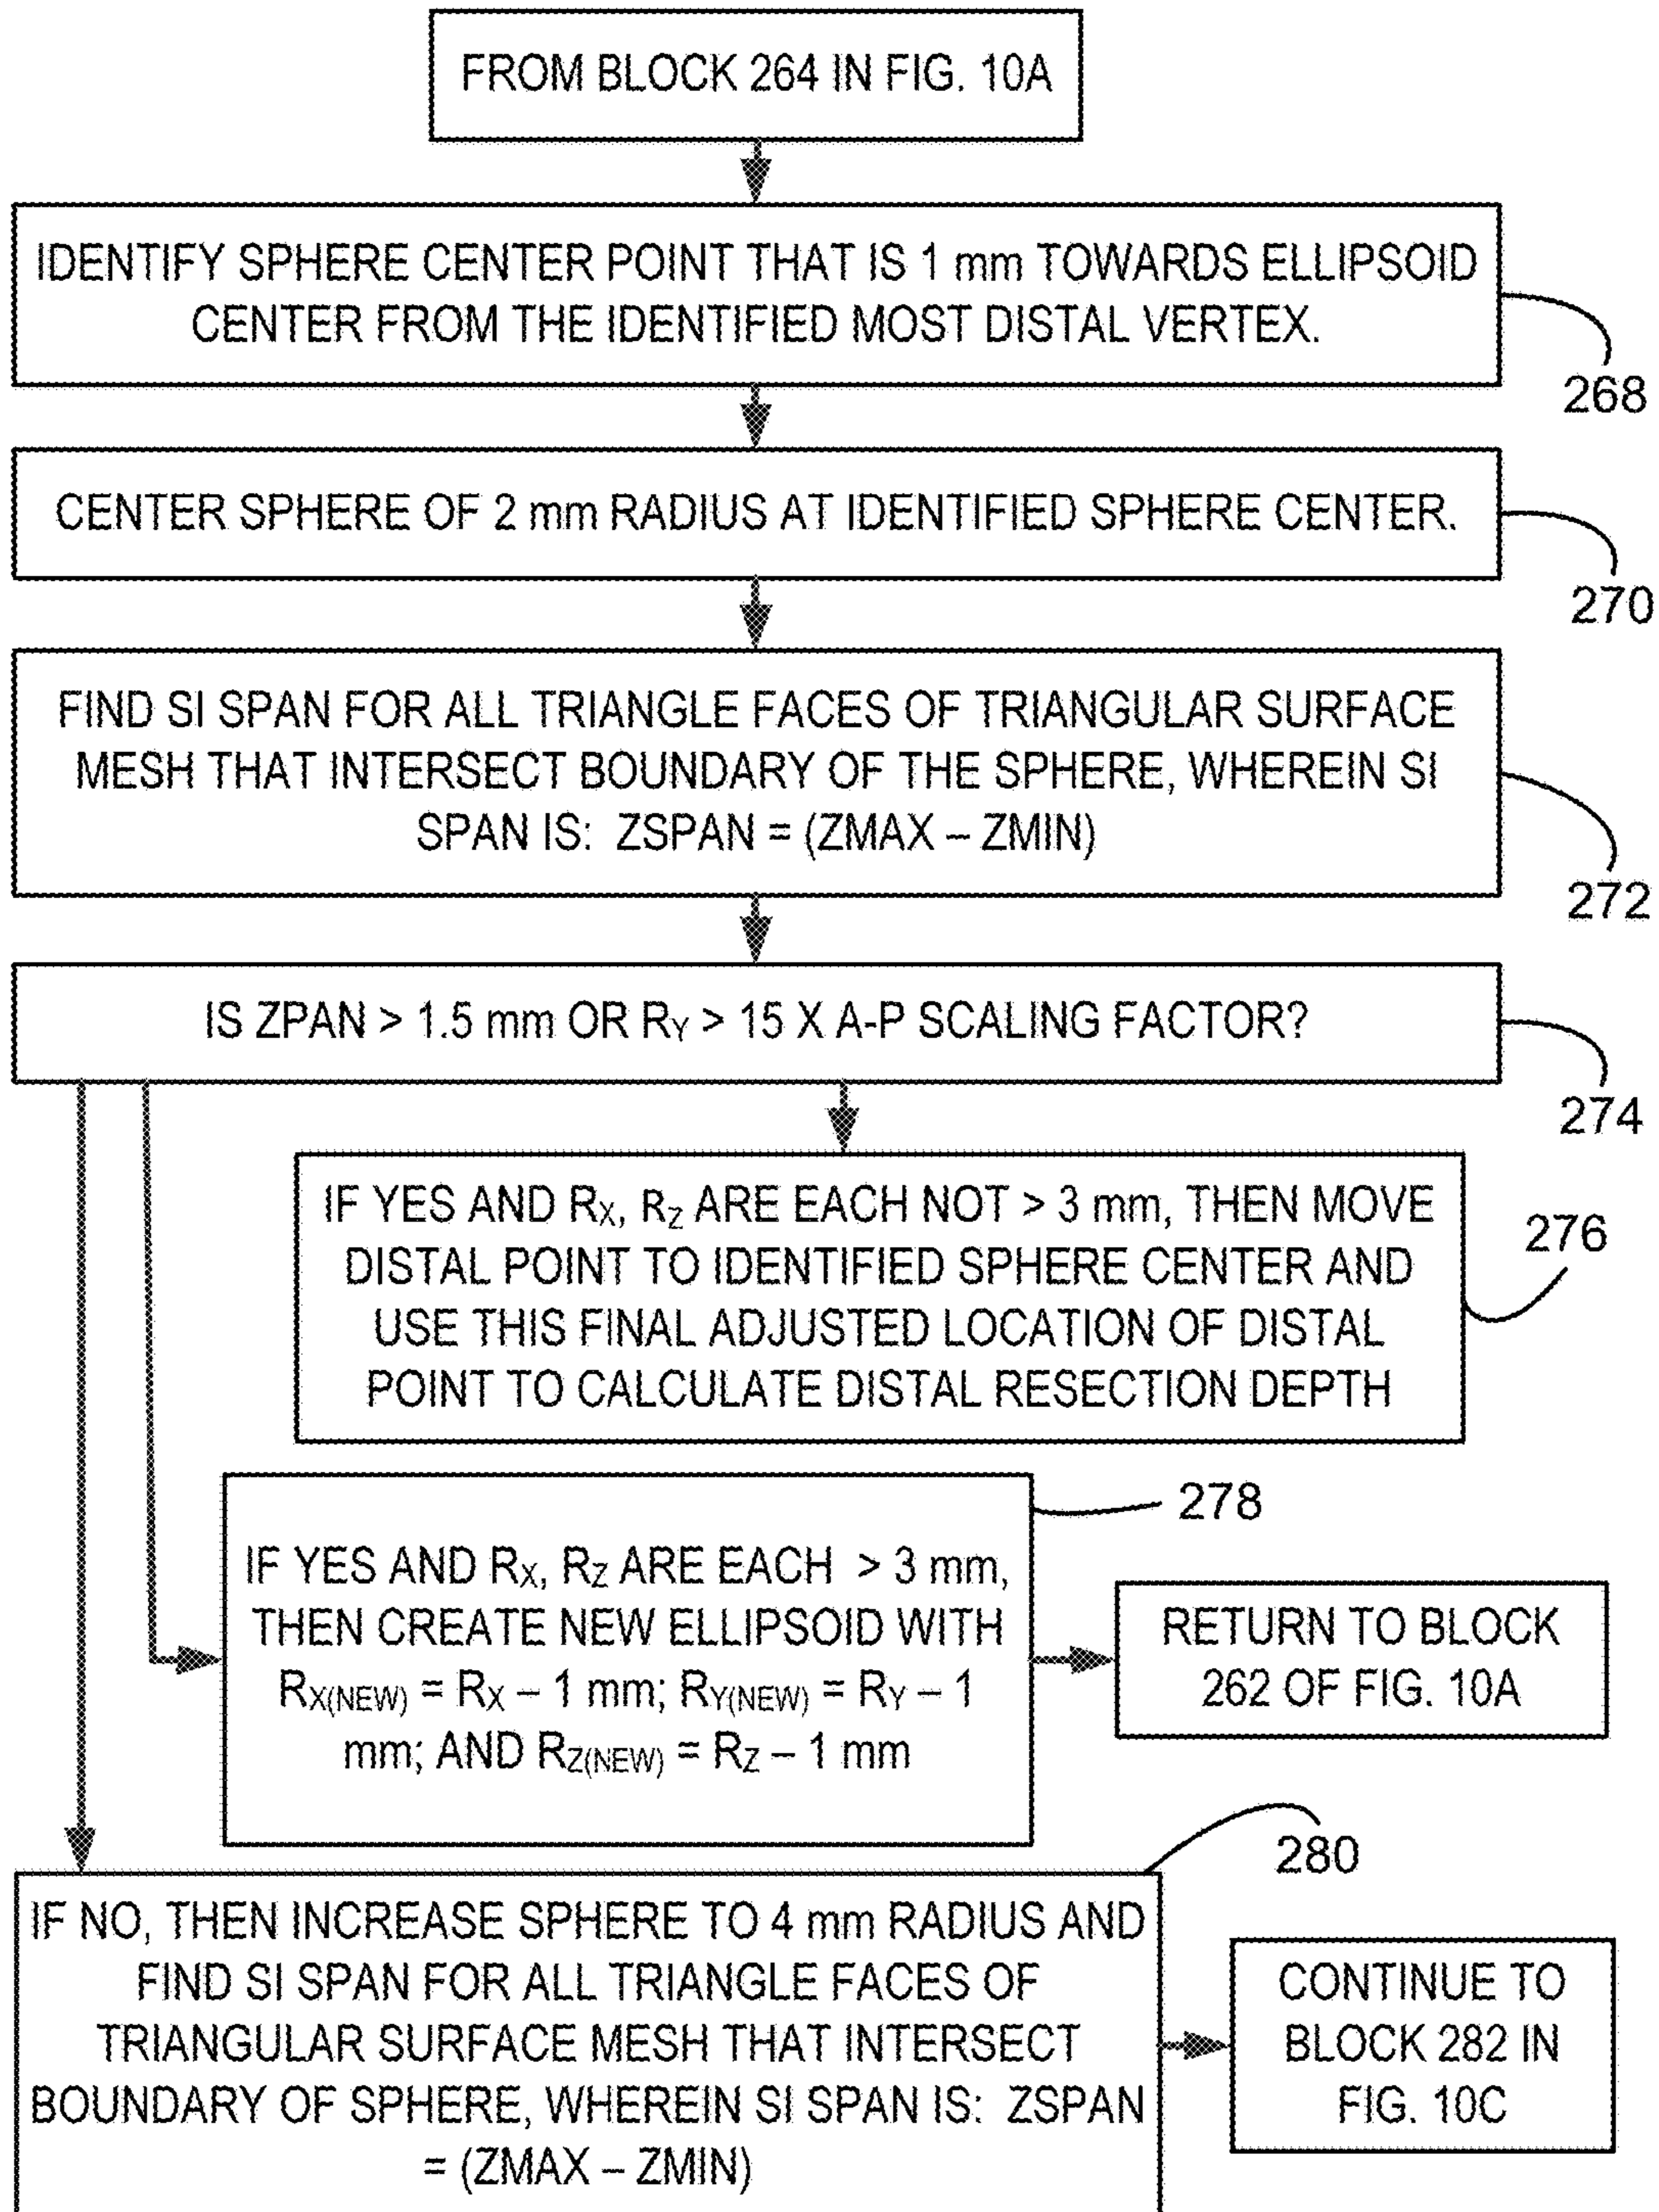 FROM BLOCK 264 IN FIG. 10A
IDENTIFY SPHERE CENTER POINT THAT IS 1 mm TOWARDS ELLIPSOID
CENTER FROM THE IDENTIFIED MOST DISTAL VERTEX.
268
CENTER SPHERE OF 2 mm RADIUS AT IDENTIFIED SPHERE CENTER.
270
FIND SI SPAN FOR ALL TRIANGLE FACES OF TRIANGULAR SURFACE
MESH THAT INTERSECT BOUNDARY OF THE SPHERE, WHEREIN SI
SPAN IS: ZSPAN = (ZMAX – ZMIN)
272
IS ZPAN > 1.5 mm OR RY > 15 X A-P SCALING FACTOR?
274
IF YES AND RX, RZ ARE EACH NOT > 3 mm, THEN MOVE
DISTAL POINT TO IDENTIFIED SPHERE CENTER AND
USE THIS FINAL ADJUSTED LOCATION OF DISTAL
POINT TO CALCULATE DISTAL RESECTION DEPTH
276
278
IF YES AND RX, RZ ARE EACH > 3 mm,
THEN CREATE NEW ELLIPSOID WITH
RX(NEW) = RX – 1 mm; RY(NEW) = RY – 1
mm; AND RZ(NEW) = RZ – 1 mm
RETURN TO BLOCK
262 OF FIG. 10A
280
IF NO, THEN INCREASE SPHERE TO 4 mm RADIUS AND
FIND SI SPAN FOR ALL TRIANGLE FACES OF
TRIANGULAR SURFACE MESH THAT INTERSECT
BOUNDARY OF SPHERE, WHEREIN SI SPAN IS: ZSPAN
= (ZMAX – ZMIN)
CONTINUE TO
BLOCK 282 IN
FIG. 10C